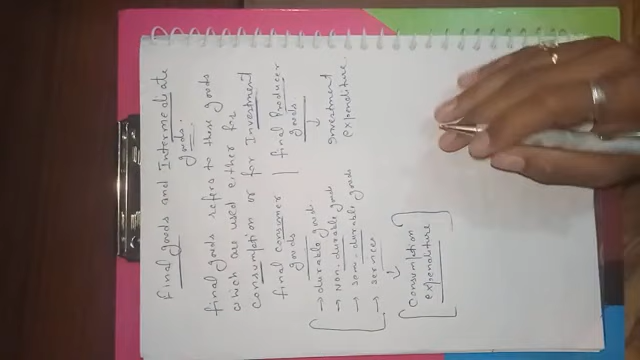 Final goods and Intermediate
goods.
final goods refers to those goods
which are used either for
Consumption or for Investment
final consumer | final Producer
goods goods
→ durable goods. ↓
→ non-durable goods Investment
→ semi-durable goods expenditure.
→ services
↓
Consumption
expenditure